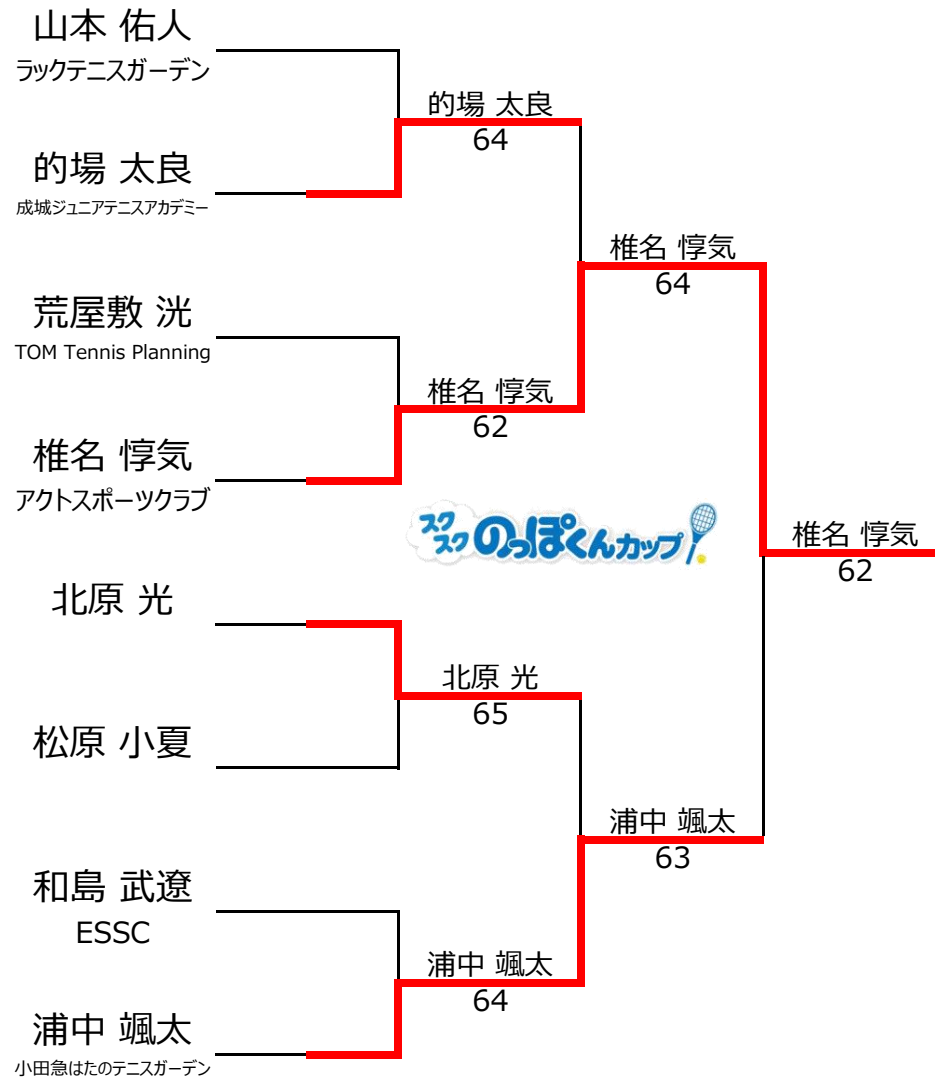 山本 佑人
ラックテニスガーデン
的場 太良
64
的場 太良
成城ジュニアテニスアカデミー
椎名 惇気
64
荒屋敷 洸
TOM Tennis Planning
椎名 惇気
62
椎名 惇気
アクトスポーツクラブ
スクスク のっぽくんカップ
椎名 惇気
62
北原 光
北原 光
65
松原 小夏
浦中 颯太
63
和島 武遼
ESSC
浦中 颯太
64
浦中 颯太
小田急はたのテニスガーデン